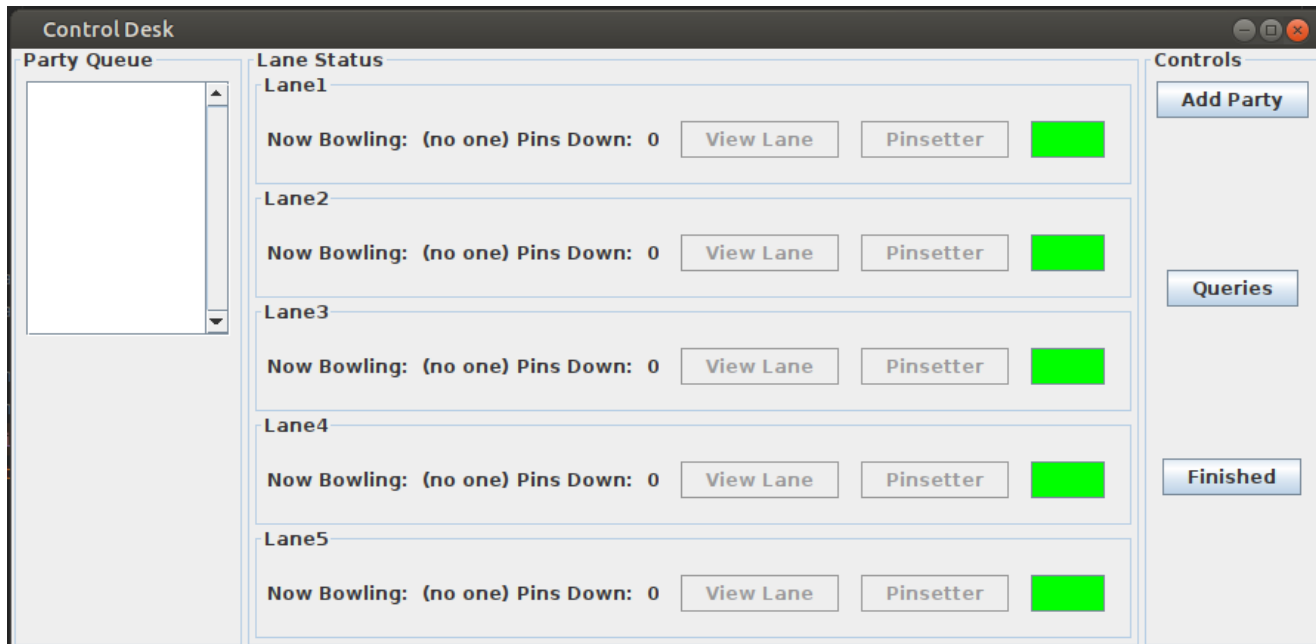 Control Desk
Party Queue
Lane Status
Lane1
Now Bowling: (no one) Pins Down: 0 View Lane Pinsetter
Lane2
Now Bowling: (no one) Pins Down: 0 View Lane Pinsetter
Lane3
Now Bowling: (no one) Pins Down: 0 View Lane Pinsetter
Lane4
Now Bowling: (no one) Pins Down: 0 View Lane Pinsetter
Lane5
Now Bowling: (no one) Pins Down: 0 View Lane Pinsetter
Controls
Add Party
Queries
Finished